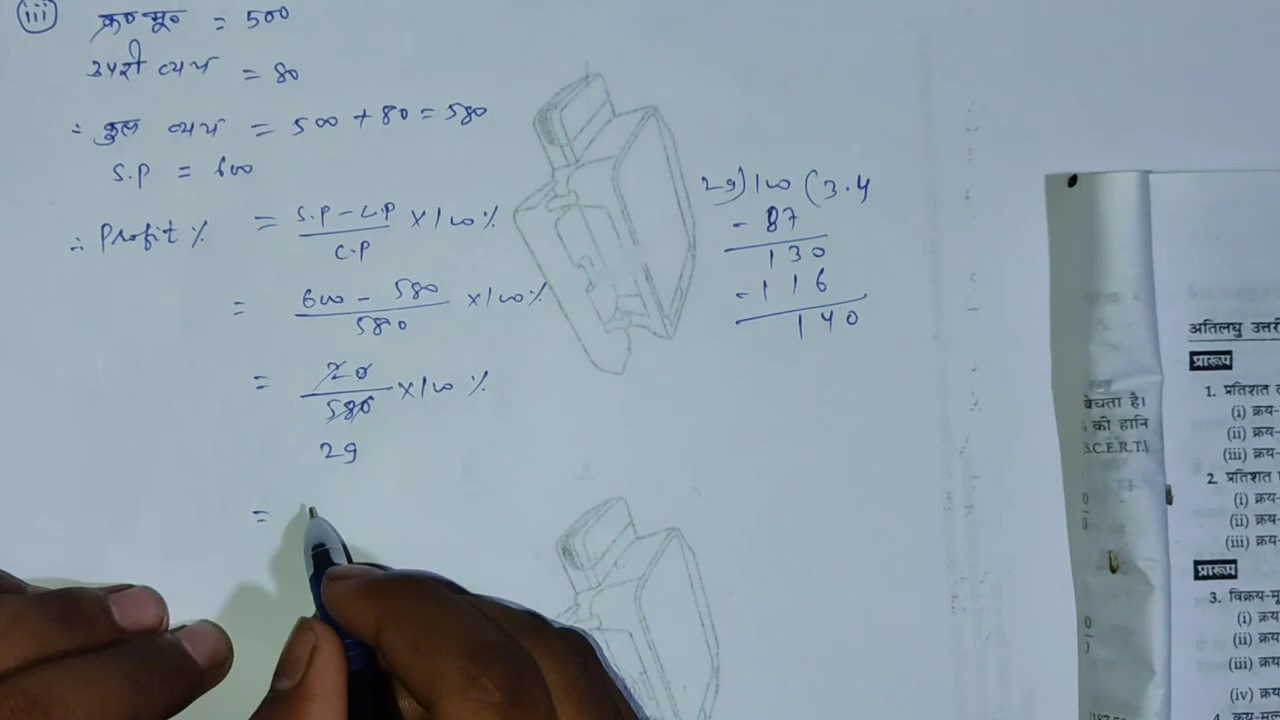 (iii) क्र० मू० = 500
उपरी व्यय = 80
∴ कुल व्यय = 500 + 80 = 580
S.P = 600
∴ Profit % = S.P - C.P / C.P × 100 %
= 600 - 580 / 580 × 100 %
= 20 / 580 × 100 %
29
=
29) 100 ( 3.4
- 87
130
- 116
140
वेचता है।
की हानि
S.C.E.R.T.
अतिलघु उत्तरी
प्रारूप
1. प्रतिशत
(i) क्रय-
(ii) क्रय-
(iii) क्रय-
2. प्रतिशत
(i) क्रय-
(ii) क्रय-
(iii) क्रय-
प्रारूप
3. विक्रय-मू
(i) क्रय
(ii) क्रय-
(iii) क्रय
(iv) क्रय